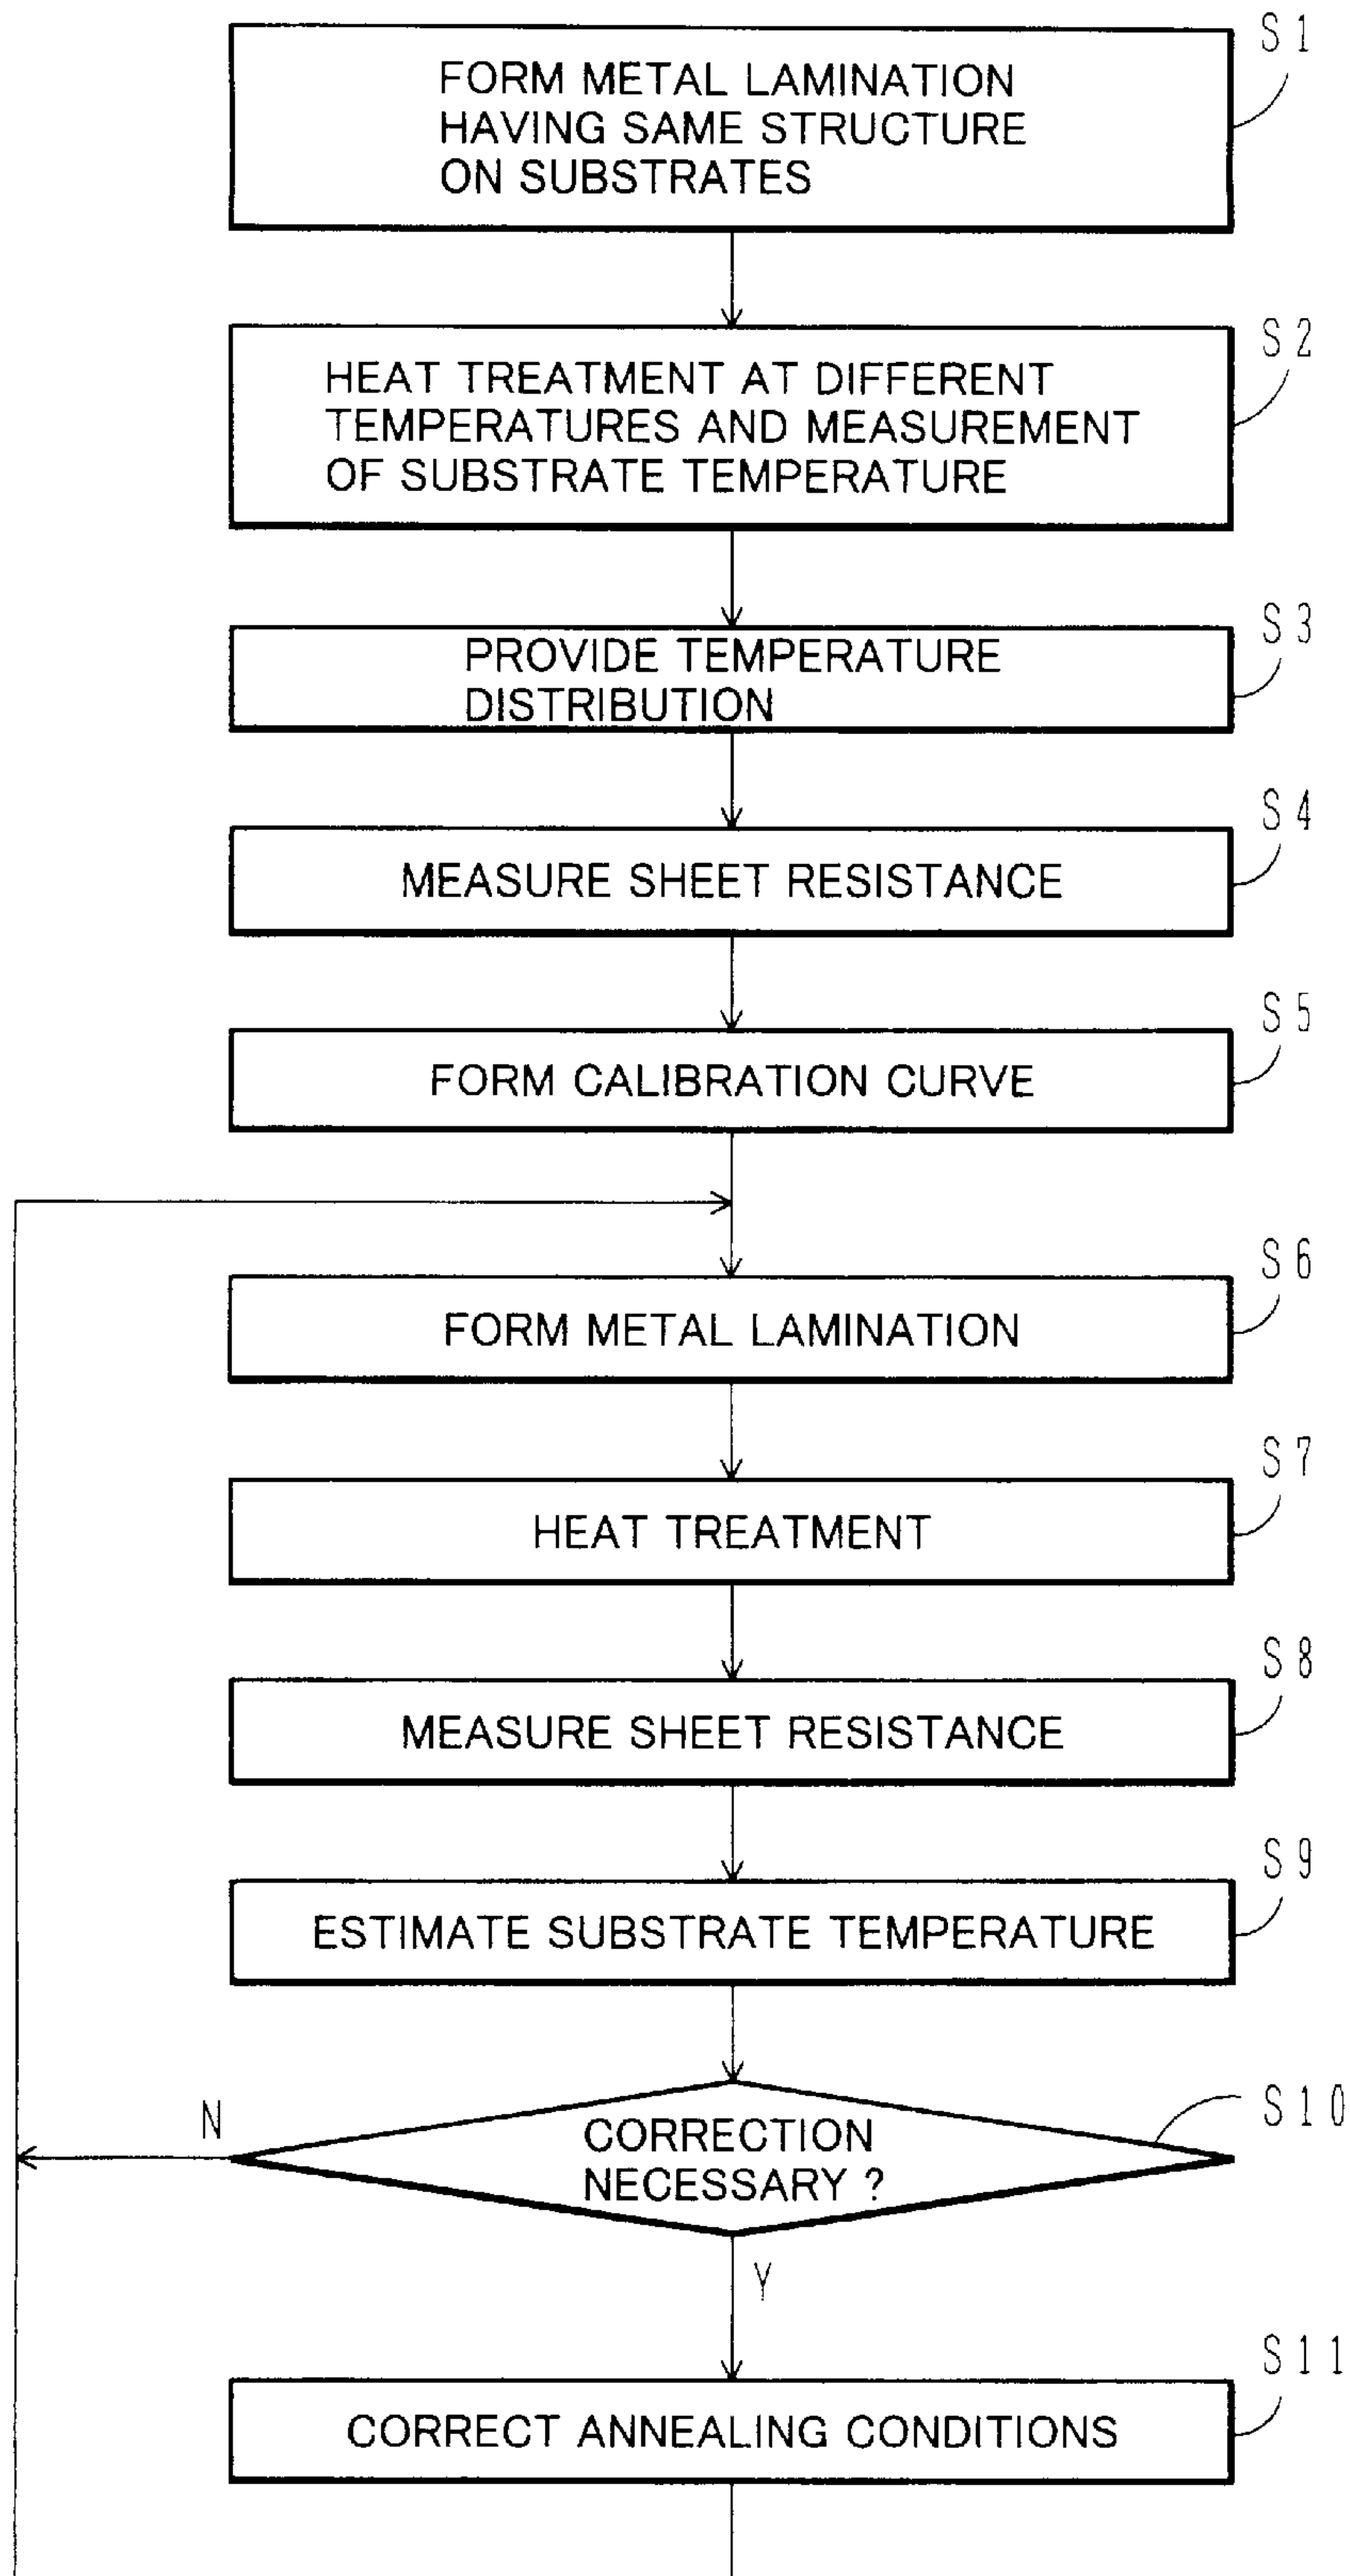 S1
FORM METAL LAMINATION
HAVING SAME STRUCTURE
ON SUBSTRATES
S2
HEAT TREATMENT AT DIFFERENT
TEMPERATURES AND MEASUREMENT
OF SUBSTRATE TEMPERATURE
S3
PROVIDE TEMPERATURE
DISTRIBUTION
S4
MEASURE SHEET RESISTANCE
S5
FORM CALIBRATION CURVE
S6
FORM METAL LAMINATION
S7
HEAT TREATMENT
S8
MEASURE SHEET RESISTANCE
S9
ESTIMATE SUBSTRATE TEMPERATURE
S10
N
CORRECTION
NECESSARY ?
Y
S11
CORRECT ANNEALING CONDITIONS